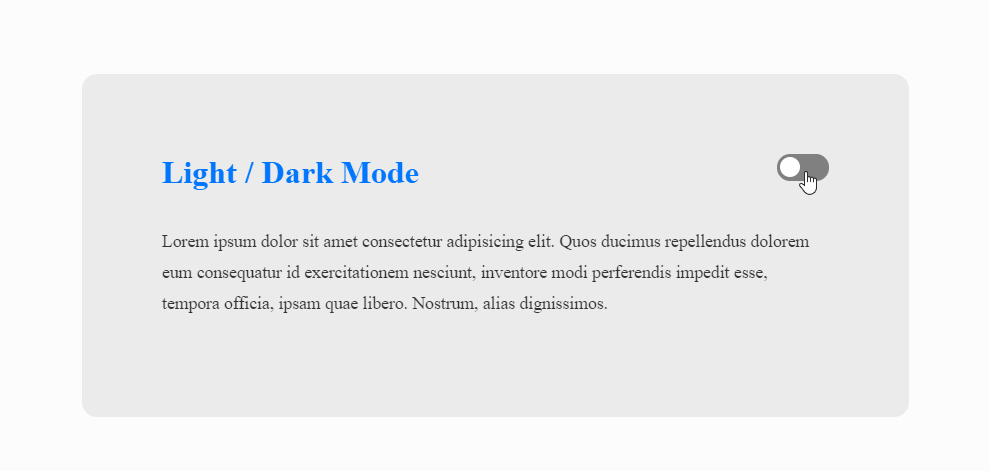 Light / Dark Mode
Lorem ipsum dolor sit amet consectetur adipisicing elit. Quos ducimus repellendus dolorem
eum consequatur id exercitationem nesciunt, inventore modi perferendis impedit esse,
tempora officia, ipsam quae libero. Nostrum, alias dignissimos.